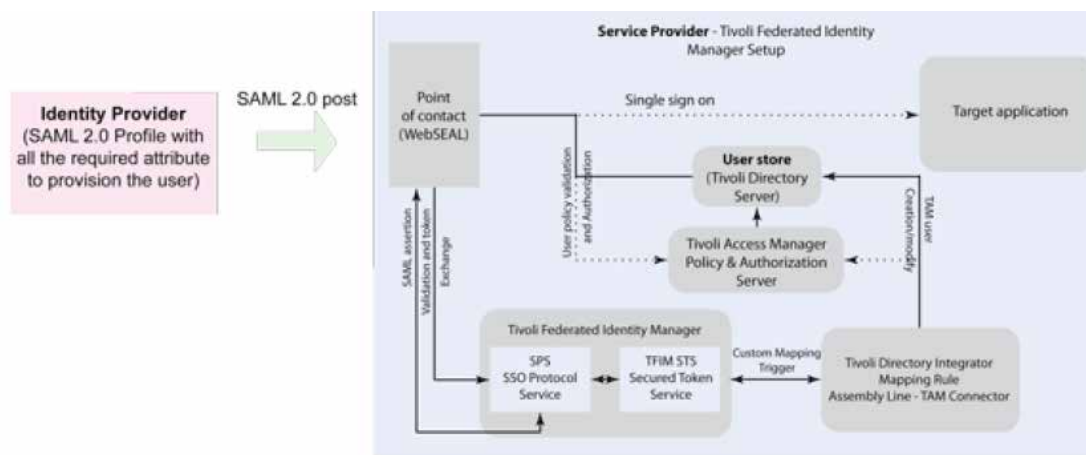 Service Provider - Tivoli Federated Identity
Manager Setup
Identity Provider
(SAML 2.0 Profile with
all the required attribute
to provision the user)
SAML 2.0 post
Point
of contact
(WebSEAL)
Single sign on
Target application
User store
(Tivoli Directory
Server)
User policy validation
and Authorization
TAM user
Creation/modify
Tivoli Access Manager
Policy & Authorization
Server
SAML assertion
Validation and token
Exchange
Tivoli Federated Identity Manager
SPS
SSO Protocol
Service
TFIM STS
Secured Token
Service
Custom Mapping
Trigger
Tivoli Directory Integrator
Mapping Rule
Assembly Line - TAM Connector